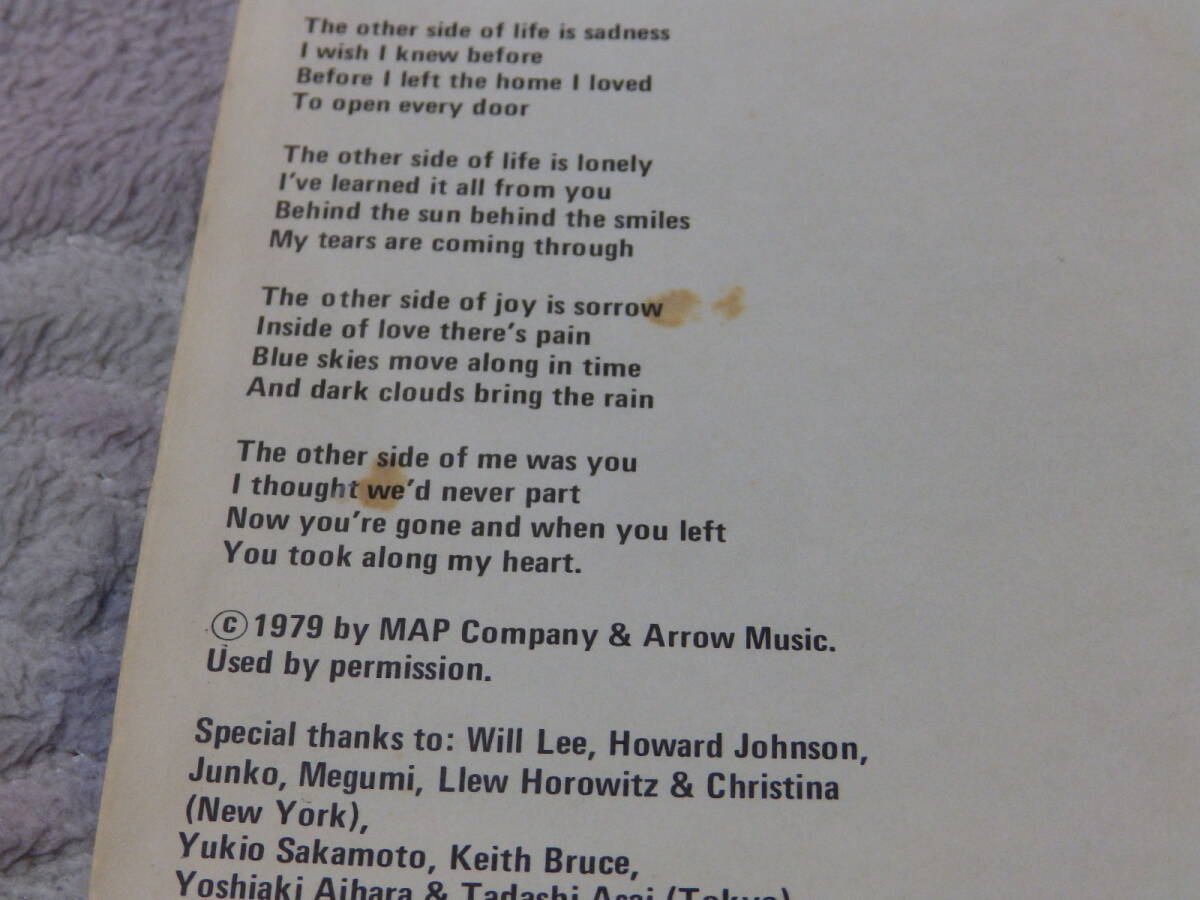 The other side of life is sadness
I wish I knew before
Before I left the home I loved
To open every door
The other side of life is lonely
I've learned it all from you
Behind the sun behind the smiles
My tears are coming through
The other side of joy is sorrow
Inside of love there's pain
Blue skies move along in time
And dark clouds bring the rain
The other side of me was you
I thought we'd never part
Now you're gone and when you left
You took along my heart.
©1979 by MAP Company & Arrow Music.
Used by permission.
Special thanks to: Will Lee, Howard Johnson,
Junko, Megumi, Llew Horowitz & Christina
(New York),
Yukio Sakamoto, Keith Bruce,
Yoshiaki Aihara & Tadashi Asai (Tokyo)